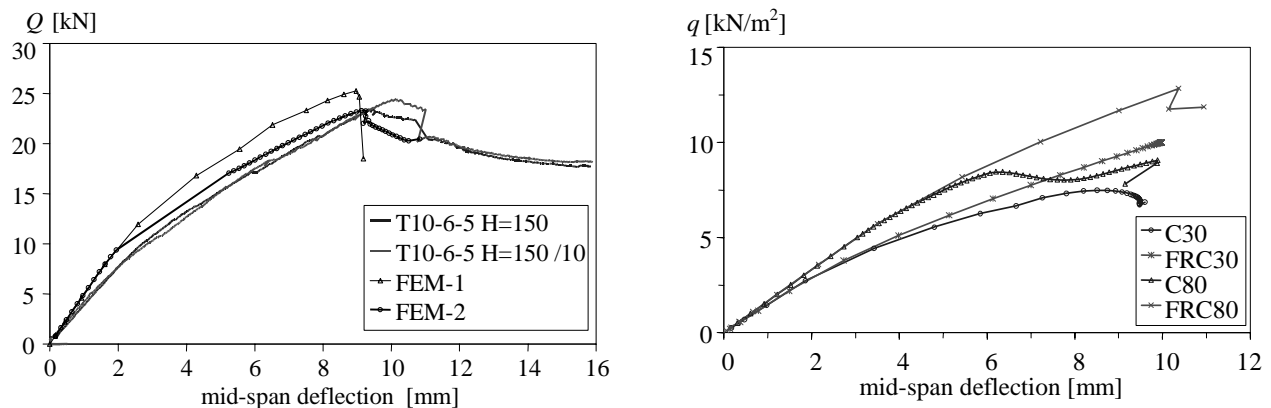 Q [kN]
30
25
20
17
10
5
0
0 2 4 6 8 10 12 14 16
mid-span deflection [mm]
T10-6-5 H=150
T10-6-5 H=150 /10
FEM-1
FEM-2
q [kN/m²]
15
10
5
0
0 2 4 6 8 10 12
mid-span deflection [mm]
C30
FRC30
C80
FRC80